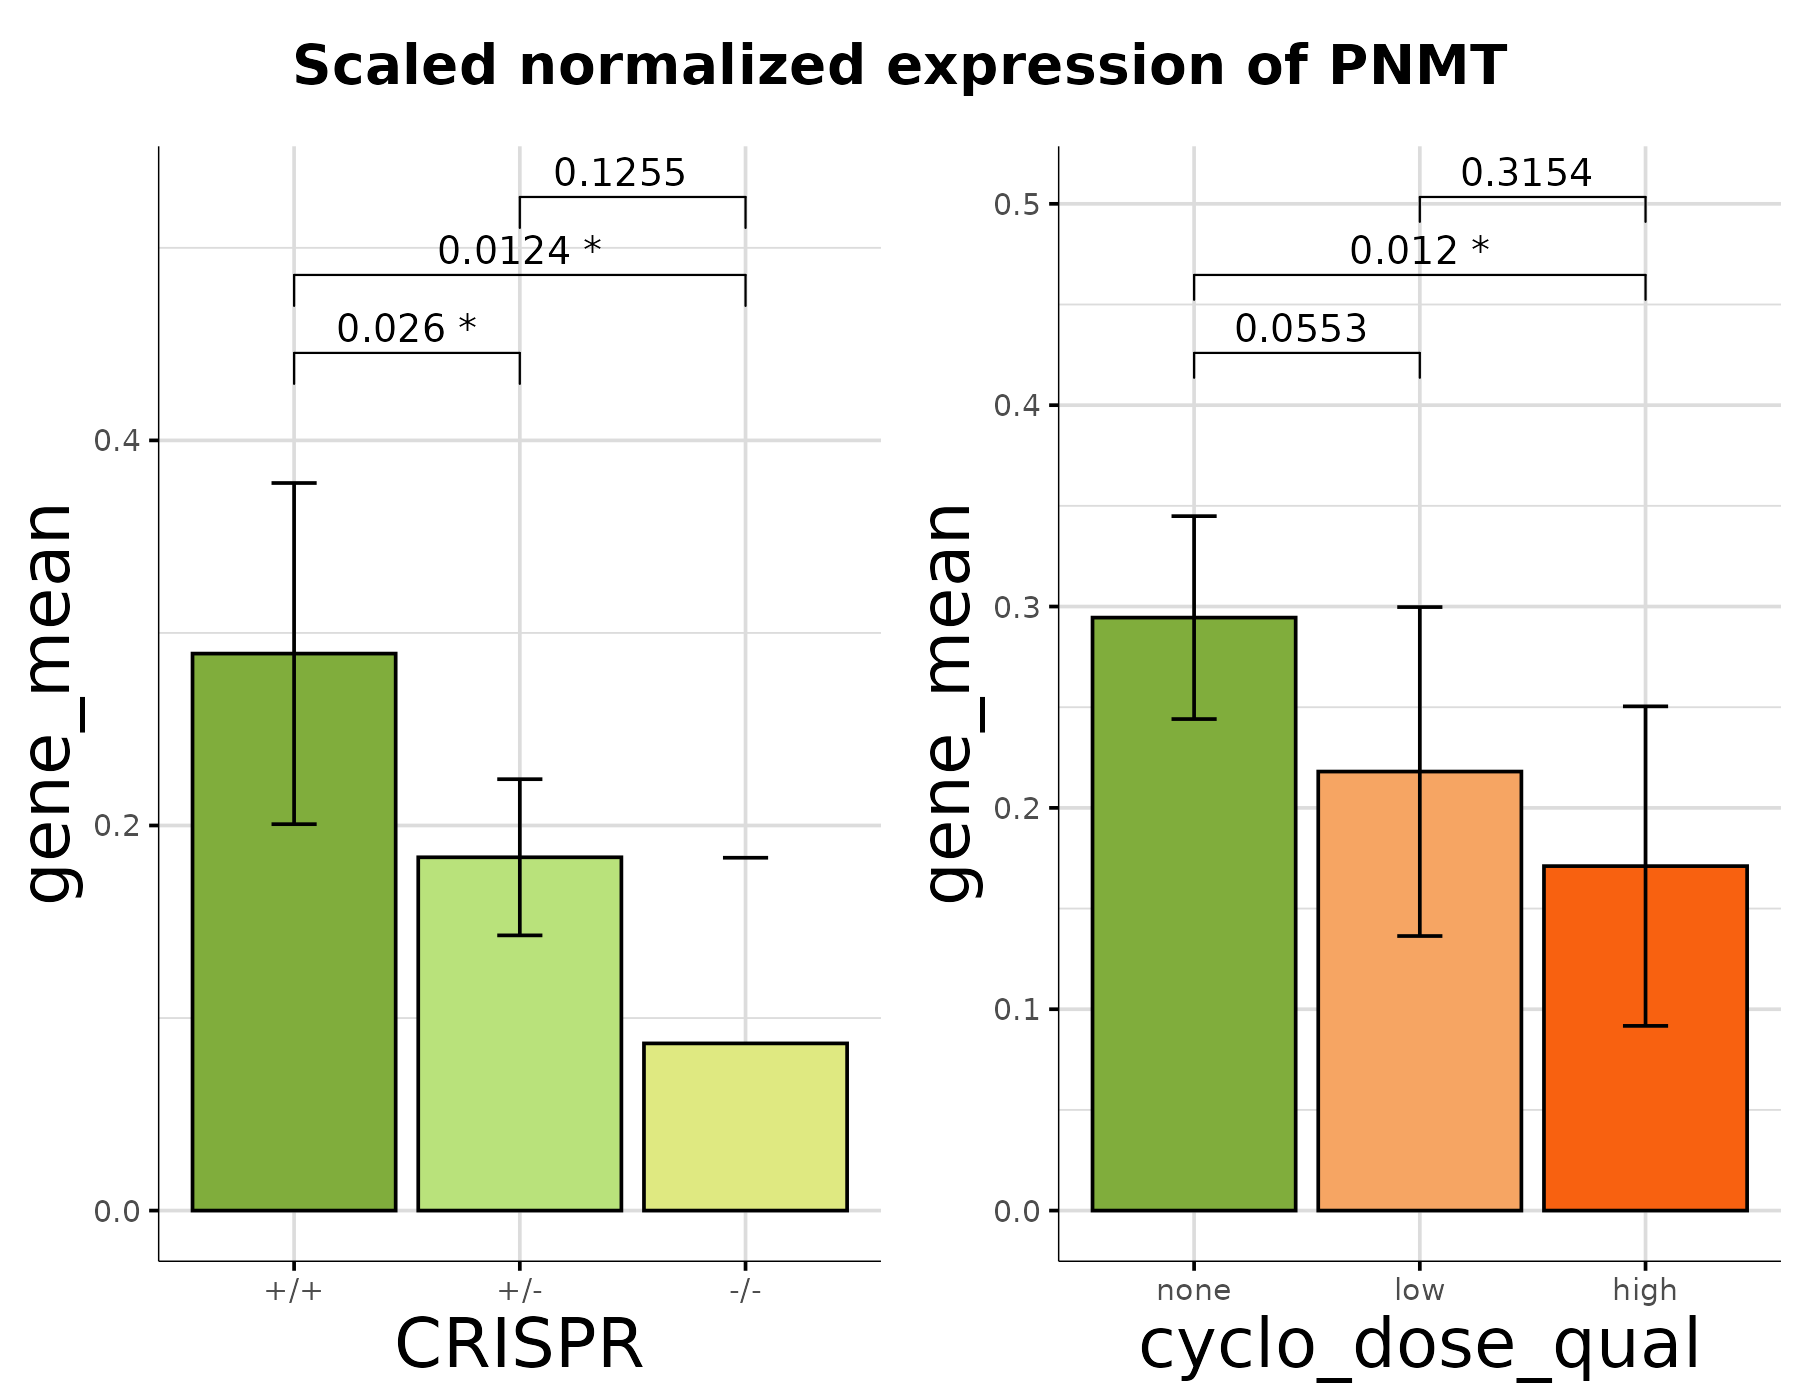 Scaled normalized expression of PNMT
gene_mean
0.4
0.2
0.0
0.1255
0.0124 *
0.026 *
+/+
+/-
-/-
CRISPR
gene_mean
0.5
0.4
0.3
0.2
0.1
0.0
0.3154
0.012 *
0.0553
none
low
high
cyclo_dose_qual